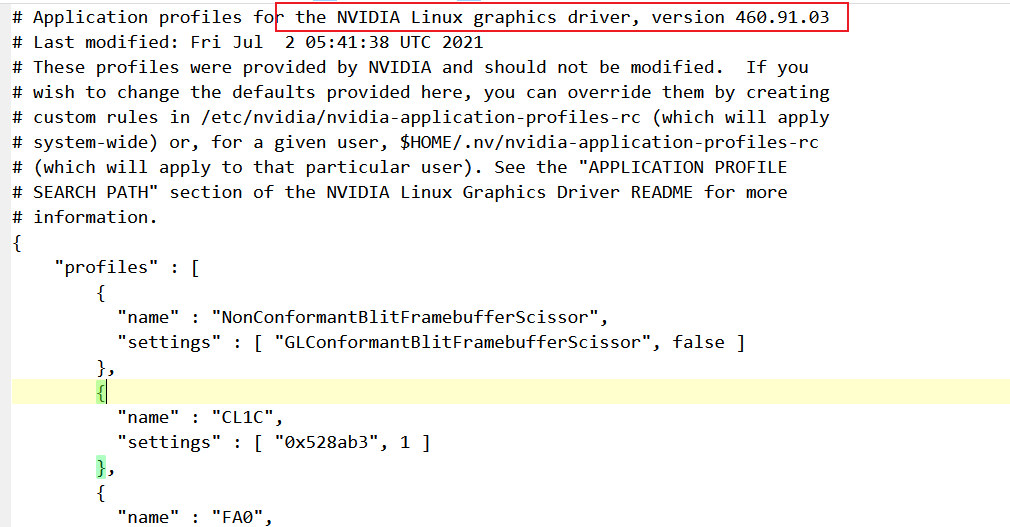 # Application profiles for the NVIDIA Linux graphics driver, version 460.91.03
# Last modified: Fri Jul  2 05:41:38 UTC 2021
# These profiles were provided by NVIDIA and should not be modified.  If you
# wish to change the defaults provided here, you can override them by creating
# custom rules in /etc/nvidia/nvidia-application-profiles-rc (which will apply
# system-wide) or, for a given user, $HOME/.nv/nvidia-application-profiles-rc
# (which will apply to that particular user). See the "APPLICATION PROFILE
# SEARCH PATH" section of the NVIDIA Linux Graphics Driver README for more
# information.
{
    "profiles" : [
        {
          "name" : "NonConformantBlitFramebufferScissor",
          "settings" : [ "GLConformantBlitFramebufferScissor", false ]
        },
        {
          "name" : "CL1C",
          "settings" : [ "0x528ab3", 1 ]
        },
        {
          "name" : "FA0",